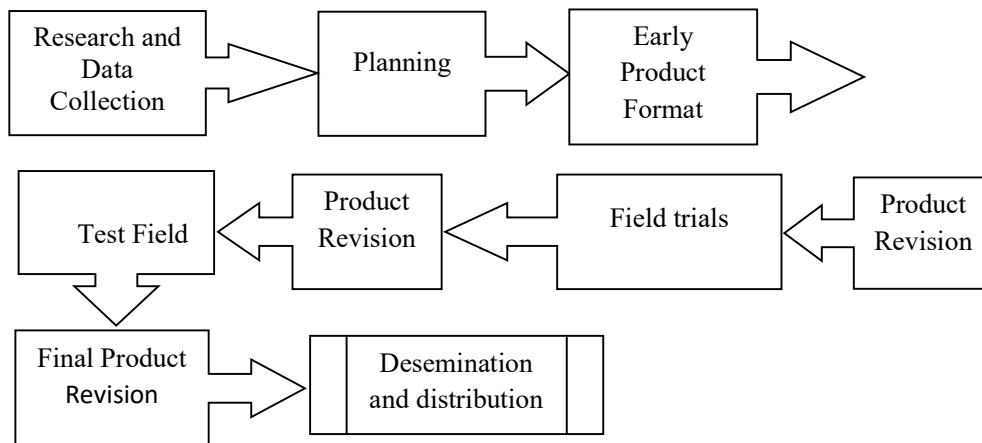 Research and
Data
Collection
Planning
Early
Product
Format
Product
Revision
Field trials
Product
Revision
Test Field
Final Product
Revision
Desemination
and distribution